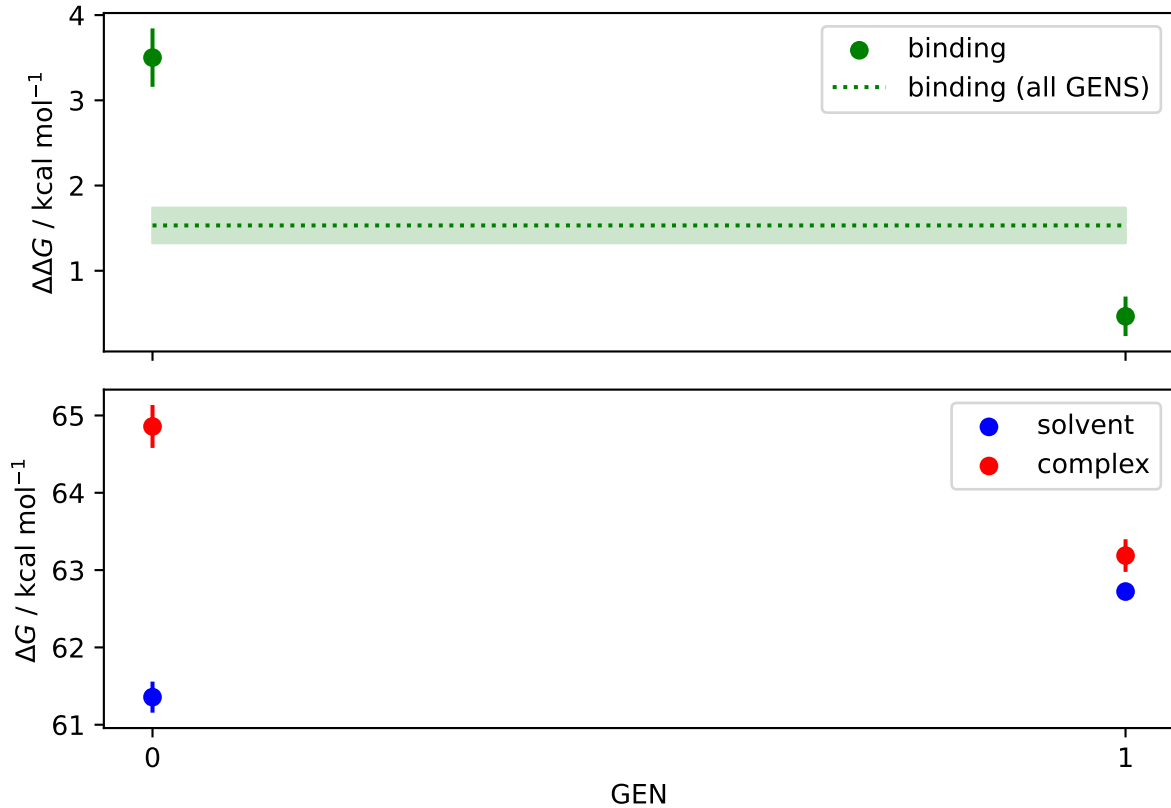 4
3
2
1
ΔΔG / kcal mol⁻¹
binding
binding (all GENS)
65
64
63
62
61
ΔG / kcal mol⁻¹
solvent
complex
0
1
GEN